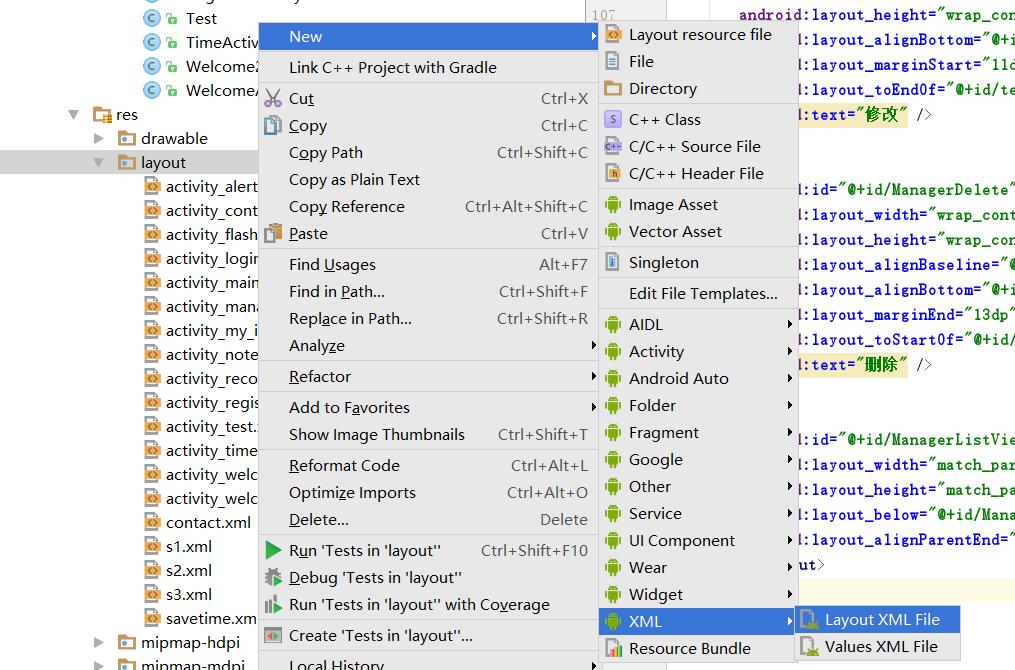 Test
TimeActiv
Welcome2
WelcomeA
res
drawable
layout
activity_alert
activity_cont
activity_flash
activity_login
activity_main
activity_mana
activity_my_i
activity_note
activity_reco
activity_regis
activity_test.
activity_time
activity_welc
activity_welc
contact.xml
s1.xml
s2.xml
s3.xml
savetime.xm
mipmap-hdpi
mipmap-mdpi
New
Link C++ Project with Gradle
Cut Ctrl+X
Copy Ctrl+C
Copy Path Ctrl+Shift+C
Copy as Plain Text
Copy Reference Ctrl+Alt+Shift+C
Paste Ctrl+V
Find Usages Alt+F7
Find in Path... Ctrl+Shift+F
Replace in Path... Ctrl+Shift+R
Analyze
Refactor
Add to Favorites
Show Image Thumbnails Ctrl+Shift+T
Reformat Code Ctrl+Alt+L
Optimize Imports Ctrl+Alt+O
Delete... Delete
Run 'Tests in 'layout'' Ctrl+Shift+F10
Debug 'Tests in 'layout''
Run 'Tests in 'layout'' with Coverage
Create 'Tests in 'layout''...
Local History
Layout resource file
File
Directory
C++ Class
C/C++ Source File
C/C++ Header File
Image Asset
Vector Asset
Singleton
Edit File Templates...
AIDL
Activity
Android Auto
Folder
Fragment
Google
Other
Service
UI Component
Wear
Widget
XML
Resource Bundle
Layout XML File
Values XML File
107
android:layout_height="wrap_con
d:layout_alignBottom="@+i
d:layout_marginStart="11d
d:layout_toEndOf="@+id/te
d:text="修改" />
d:id="@+id/ManagerDelete"
d:layout_width="wrap_cont
d:layout_height="wrap_con
d:layout_alignBaseline="@
d:layout_alignBottom="@+i
d:layout_marginEnd="13dp"
d:layout_toStartOf="@+id/
d:text="删除" />
d:id="@+id/ManagerListVie
d:layout_width="match_par
d:layout_height="match_pa
d:layout_below="@+id/Mana
d:layout_alignParentEnd="
ut>